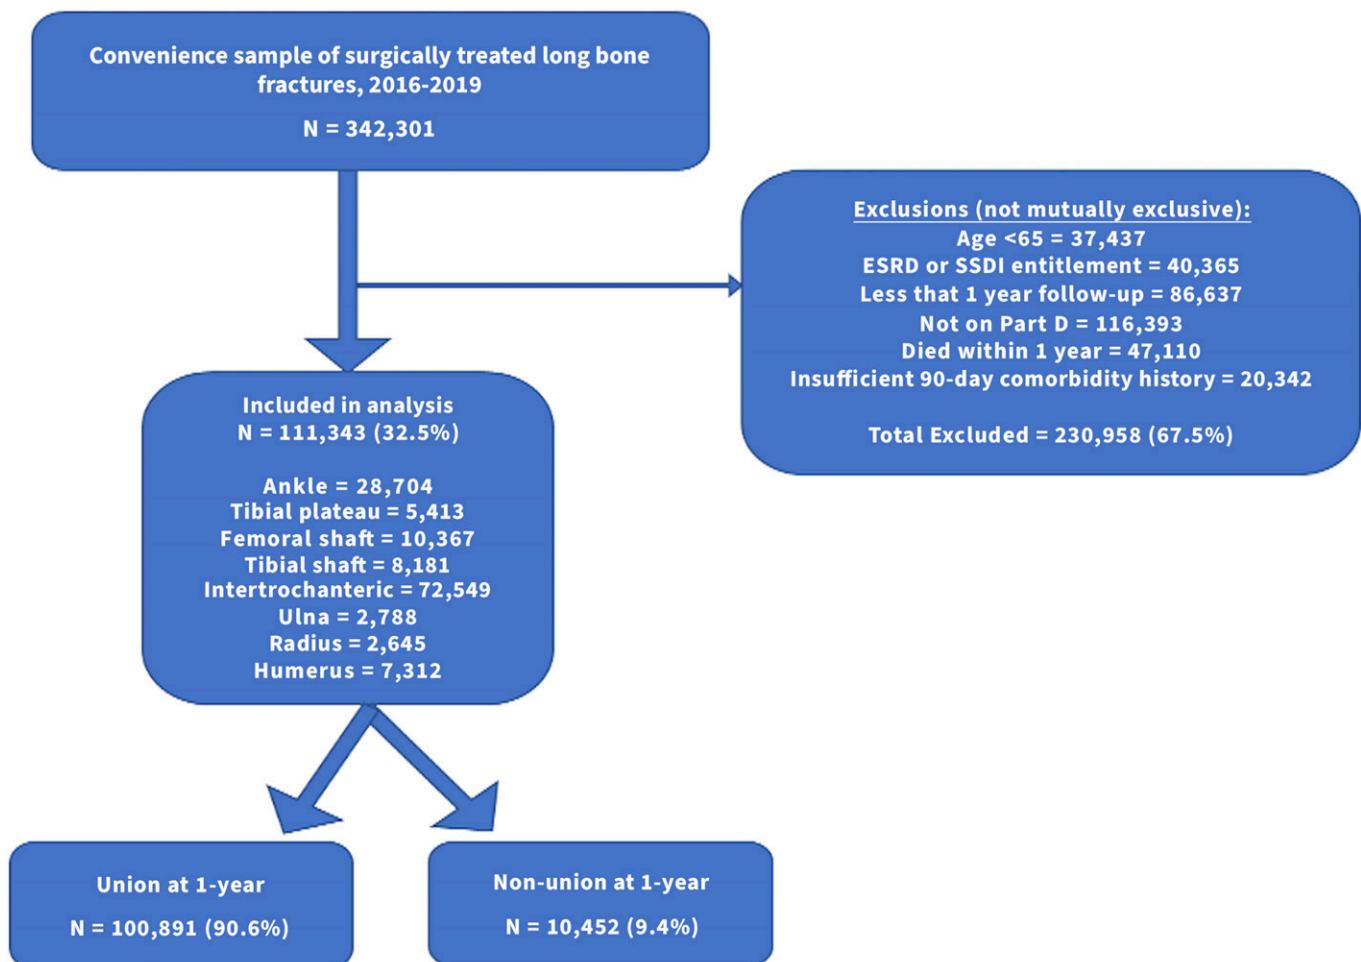 Convenience sample of surgically treated long bone
fractures, 2016-2019
N = 342,301
Exclusions (not mutually exclusive):
Age <65 = 37,437
ESRD or SSDI entitlement = 40,365
Less that 1 year follow-up = 86,637
Not on Part D = 116,393
Died within 1 year = 47,110
Insufficient 90-day comorbidity history = 20,342
Total Excluded = 230,958 (67.5%)
Included in analysis
N = 111,343 (32.5%)
Ankle = 28,704
Tibial plateau = 5,413
Femoral shaft = 10,367
Tibial shaft = 8,181
Intertrochanteric = 72,549
Ulna = 2,788
Radius = 2,645
Humerus = 7,312
Union at 1-year
N = 100,891 (90.6%)
Non-union at 1-year
N = 10,452 (9.4%)